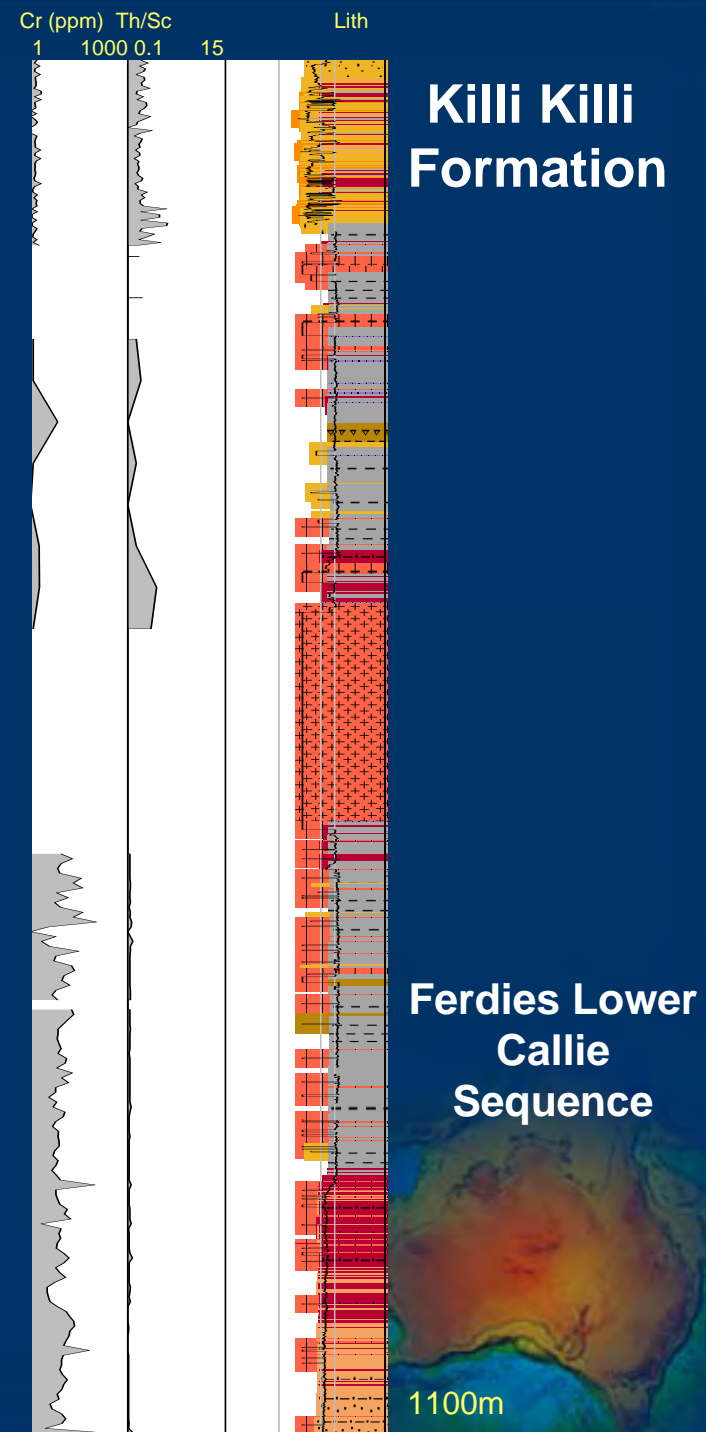 Cr (ppm) Th/Sc Lith
1 1000 0.1 15
Killi Killi
Formation
Ferdies Lower
Callie
Sequence
1100m